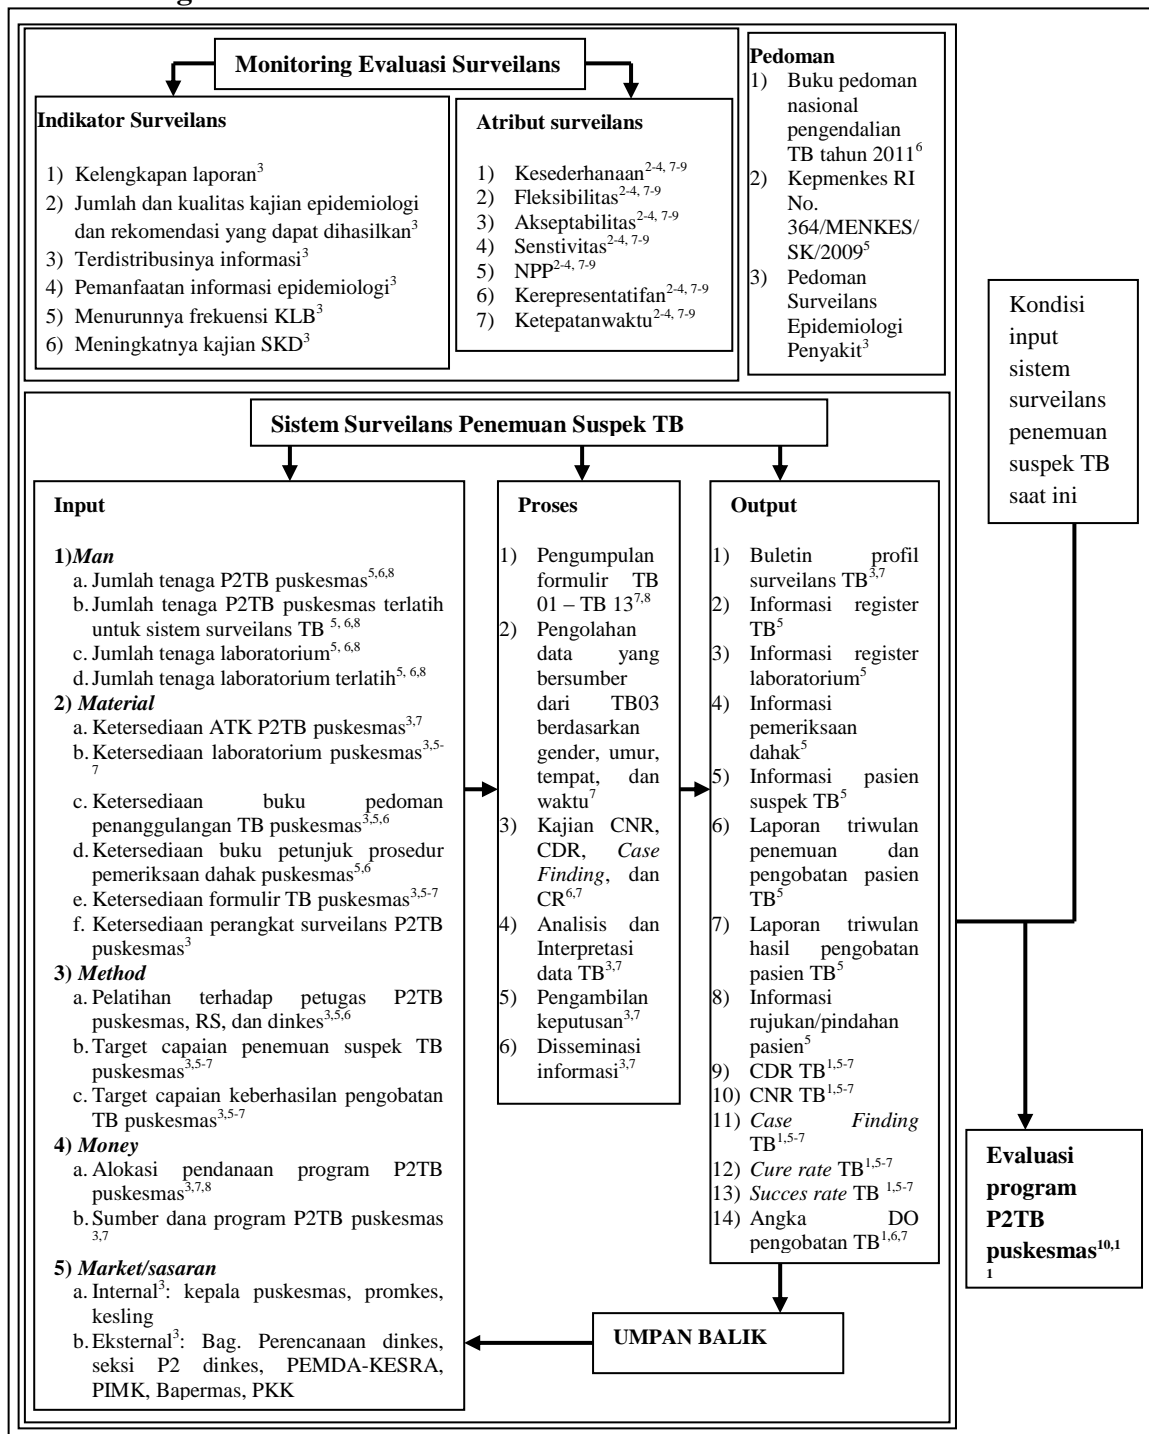 Monitoring Evaluasi Surveilans
Indikator Surveilans
1) Kelengkapan laporan3
2) Jumlah dan kualitas kajian epidemiologi
dan rekomendasi yang dapat dihasilkan3
3) Terdistribusinya informasi3
4) Pemanfaatan informasi epidemiologi3
5) Menurunnya frekuensi KLB3
6) Meningkatnya kajian SKD3
Atribut surveilans
1) Kesederhanaan2-4, 7-9
2) Fleksibilitas2-4, 7-9
3) Akseptabilitas2-4, 7-9
4) Senstivitas2-4, 7-9
5) NPP2-4, 7-9
6) Kerepresentatifan2-4, 7-9
7) Ketepatanwaktu2-4, 7-9
Pedoman
1) Buku pedoman
nasional
pengendalian
TB tahun 20116
2) Kepmenkes RI
No.
364/MENKES/
SK/20095
3) Pedoman
Surveilans
Epidemiologi
Penyakit3
Kondisi
input
sistem
surveilans
penemuan
suspek TB
saat ini
Sistem Surveilans Penemuan Suspek TB
Input
1)Man
a. Jumlah tenaga P2TB puskesmas5,6,8
b. Jumlah tenaga P2TB puskesmas terlatih
untuk sistem surveilans TB 5, 6,8
c. Jumlah tenaga laboratorium5, 6,8
d. Jumlah tenaga laboratorium terlatih5, 6,8
2) Material
a. Ketersediaan ATK P2TB puskesmas3,7
b. Ketersediaan laboratorium puskesmas3,5-
7
c. Ketersediaan buku pedoman
penanggulangan TB puskesmas3,5,6
d. Ketersediaan buku petunjuk prosedur
pemeriksaan dahak puskesmas5,6
e. Ketersediaan formulir TB puskesmas3,5-7
f. Ketersediaan perangkat surveilans P2TB
puskesmas3
3) Method
a. Pelatihan terhadap petugas P2TB
puskesmas, RS, dan dinkes3,5,6
b. Target capaian penemuan suspek TB
puskesmas3,5-7
c. Target capaian keberhasilan pengobatan
TB puskesmas3,5-7
4) Money
a. Alokasi pendanaan program P2TB
puskesmas3,7,8
b. Sumber dana program P2TB puskesmas
3,7
5) Market/sasaran
a. Internal3: kepala puskesmas, promkes,
kesling
b. Eksternal3: Bag. Perencanaan dinkes,
seksi P2 dinkes, PEMDA-KESRA,
PIMK, Bapermas, PKK
Proses
1) Pengumpulan
formulir TB
01 – TB 137,8
2) Pengolahan
data yang
bersumber
dari TB03
berdasarkan
gender, umur,
tempat, dan
waktu7
3) Kajian CNR,
CDR, Case
Finding, dan
CR6,7
4) Analisis dan
Interpretasi
data TB3,7
5) Pengambilan
keputusan3,7
6) Disseminasi
informasi3,7
Output
1) Buletin profil
surveilans TB3,7
2) Informasi register
TB5
3) Informasi register
laboratorium5
4) Informasi
pemeriksaan
dahak5
5) Informasi pasien
suspek TB5
6) Laporan triwulan
penemuan dan
pengobatan pasien
TB5
7) Laporan triwulan
hasil pengobatan
pasien TB5
8) Informasi
rujukan/pindahan
pasien5
9) CDR TB1,5-7
10) CNR TB1,5-7
11) Case Finding
TB1,5-7
12) Cure rate TB1,5-7
13) Succes rate TB 1,5-7
14) Angka DO
pengobatan TB1,6,7
UMPAN BALIK
Evaluasi
program
P2TB
puskesmas10,1
1